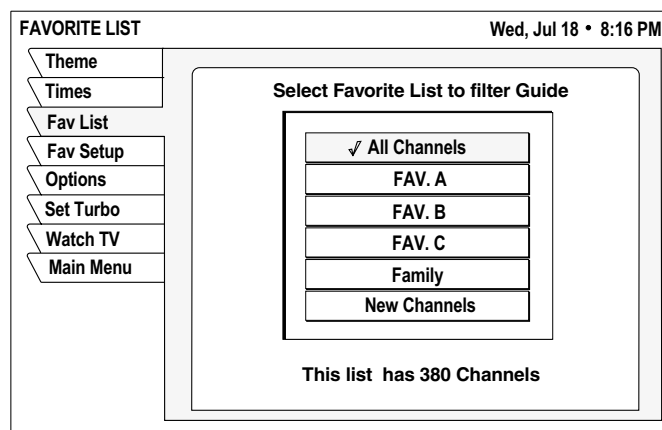 FAVORITE LIST
Wed, Jul 18 • 8:16 PM
Theme
Times
Fav List
Fav Setup
Options
Set Turbo
Watch TV
Main Menu
Select Favorite List to filter Guide
√ All Channels
FAV. A
FAV. B
FAV. C
Family
New Channels
This list has 380 Channels